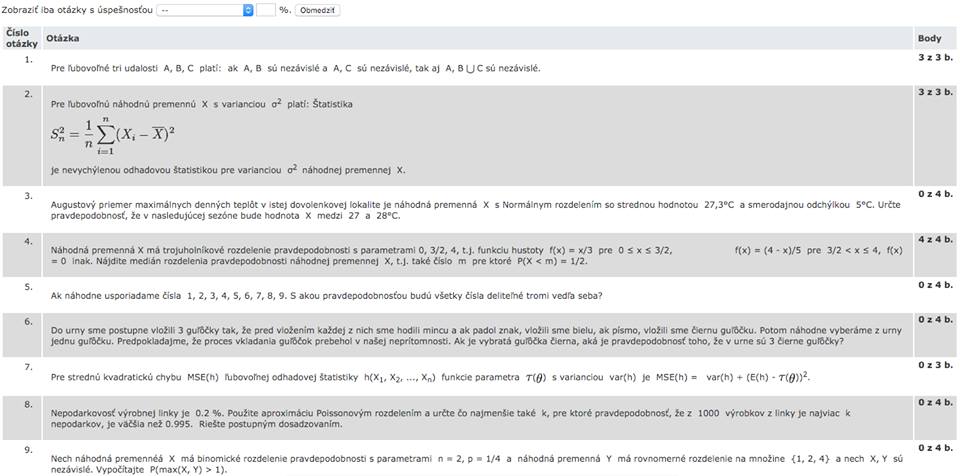 Zobraziť iba otázky s úspešnosťou -- %. Obmedziť
Číslo otázky Otázka Body
1. Pre ľubovoľné tri udalosti A, B, C platí: ak A, B sú nezávislé a A, C sú nezávislé, tak aj A, B ⋃ C sú nezávislé. 3 z 3 b.
2. Pre ľubovoľnú náhodnú premennú X s varianciou σ² platí: Štatistika 3 z 3 b.
S_n^2 = \frac{1}{n} \sum_{i=1}^{n} (X_i − \overline{X})^2
je nevychýlenou odhadovou štatistikou pre varianciou σ² náhodnej premennej X.
3. Augustový priemer maximálnych denných teplôt v istej dovolenkovej lokalite je náhodná premenná X s Normálnym rozdelením so strednou hodnotou 27,3°C a smerodajnou odchýlkou 5°C. Určte 0 z 4 b.
pravdepodobnosť, že v nasledujúcej sezóne bude hodnota X medzi 27 a 28°C.
4. Náhodná premenná X má trojuholníkové rozdelenie pravdepodobnosti s parametrami 0, 3/2, 4, t.j. funkciu hustoty f(x) = x/3 pre 0 ≤ x ≤ 3/2, f(x) = (4 - x)/5 pre 3/2 < x ≤ 4, f(x) 4 z 4 b.
= 0 inak. Nájdite medián rozdelenia pravdepodobnosti náhodnej premennej X, t.j. také číslo m pre ktoré P(X < m) = 1/2.
5. Ak náhodne usporiadame čísla 1, 2, 3, 4, 5, 6, 7, 8, 9. S akou pravdepodobnosťou budú všetky čísla deliteľné tromi vedľa seba? 0 z 4 b.
6. Do urny sme postupne vložili 3 guľôčky tak, že pred vložením každej z nich sme hodili mincu a ak padol znak, vložili sme bielu, ak písmo, vložili sme čiernu guľôčku. Potom náhodne vyberáme z urny 0 z 4 b.
jednu guľôčku. Predpokladajme, že proces vkladania guľôčok prebehol v našej neprítomnosti. Ak je vybratá guľôčka čierna, aká je pravdepodobnosť toho, že v urne sú 3 čierne guľôčky?
7. Pre strednú kvadratickú chybu MSE(h) ľubovoľnej odhadovej štatistiky h(X₁, X₂, ..., Xₙ) funkcie parametra τ(θ) s varianciou var(h) je MSE(h) = var(h) + (E(h) - τ(θ))². 0 z 3 b.
8. Nepodarkovosť výrobnej linky je 0.2 %. Použite aproximáciu Poissonovým rozdelením a určte čo najmenšie také k, pre ktoré pravdepodobnosť, že z 1000 výrobkov z linky je najviac k 0 z 4 b.
nepodarkov, je väčšia než 0.995. Riešte postupným dosadzovaním.
9. Nech náhodná premennéá X má binomické rozdelenie pravdepodobnosti s parametrami n = 2, p = 1/4 a náhodná premenná Y má rovnomerné rozdelenie na množine {1, 2, 4} a nech X, Y sú 0 z 4 b.
nezávislé. Vypočítajte P(max(X, Y) > 1).